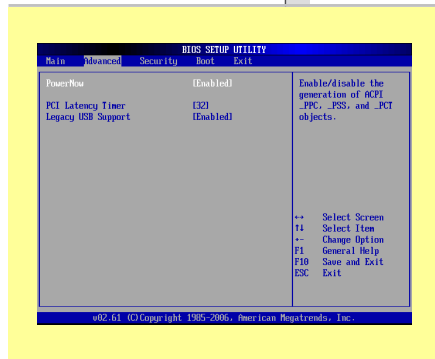 BIOS SETUP UTILITY
Main Advanced Security Boot Exit
PowerNow [Enabled]
PCI Latency Timer [32]
Legacy USB Support [Enabled]
Enable/disable the
generation of ACPI
_PPC, _PSS, and _PCT
objects.
↔ Select Screen
↑↓ Select Item
+- Change Option
F1 General Help
F10 Save and Exit
ESC Exit
v02.61 (C)Copyright 1985-2006, American Megatrends, Inc.